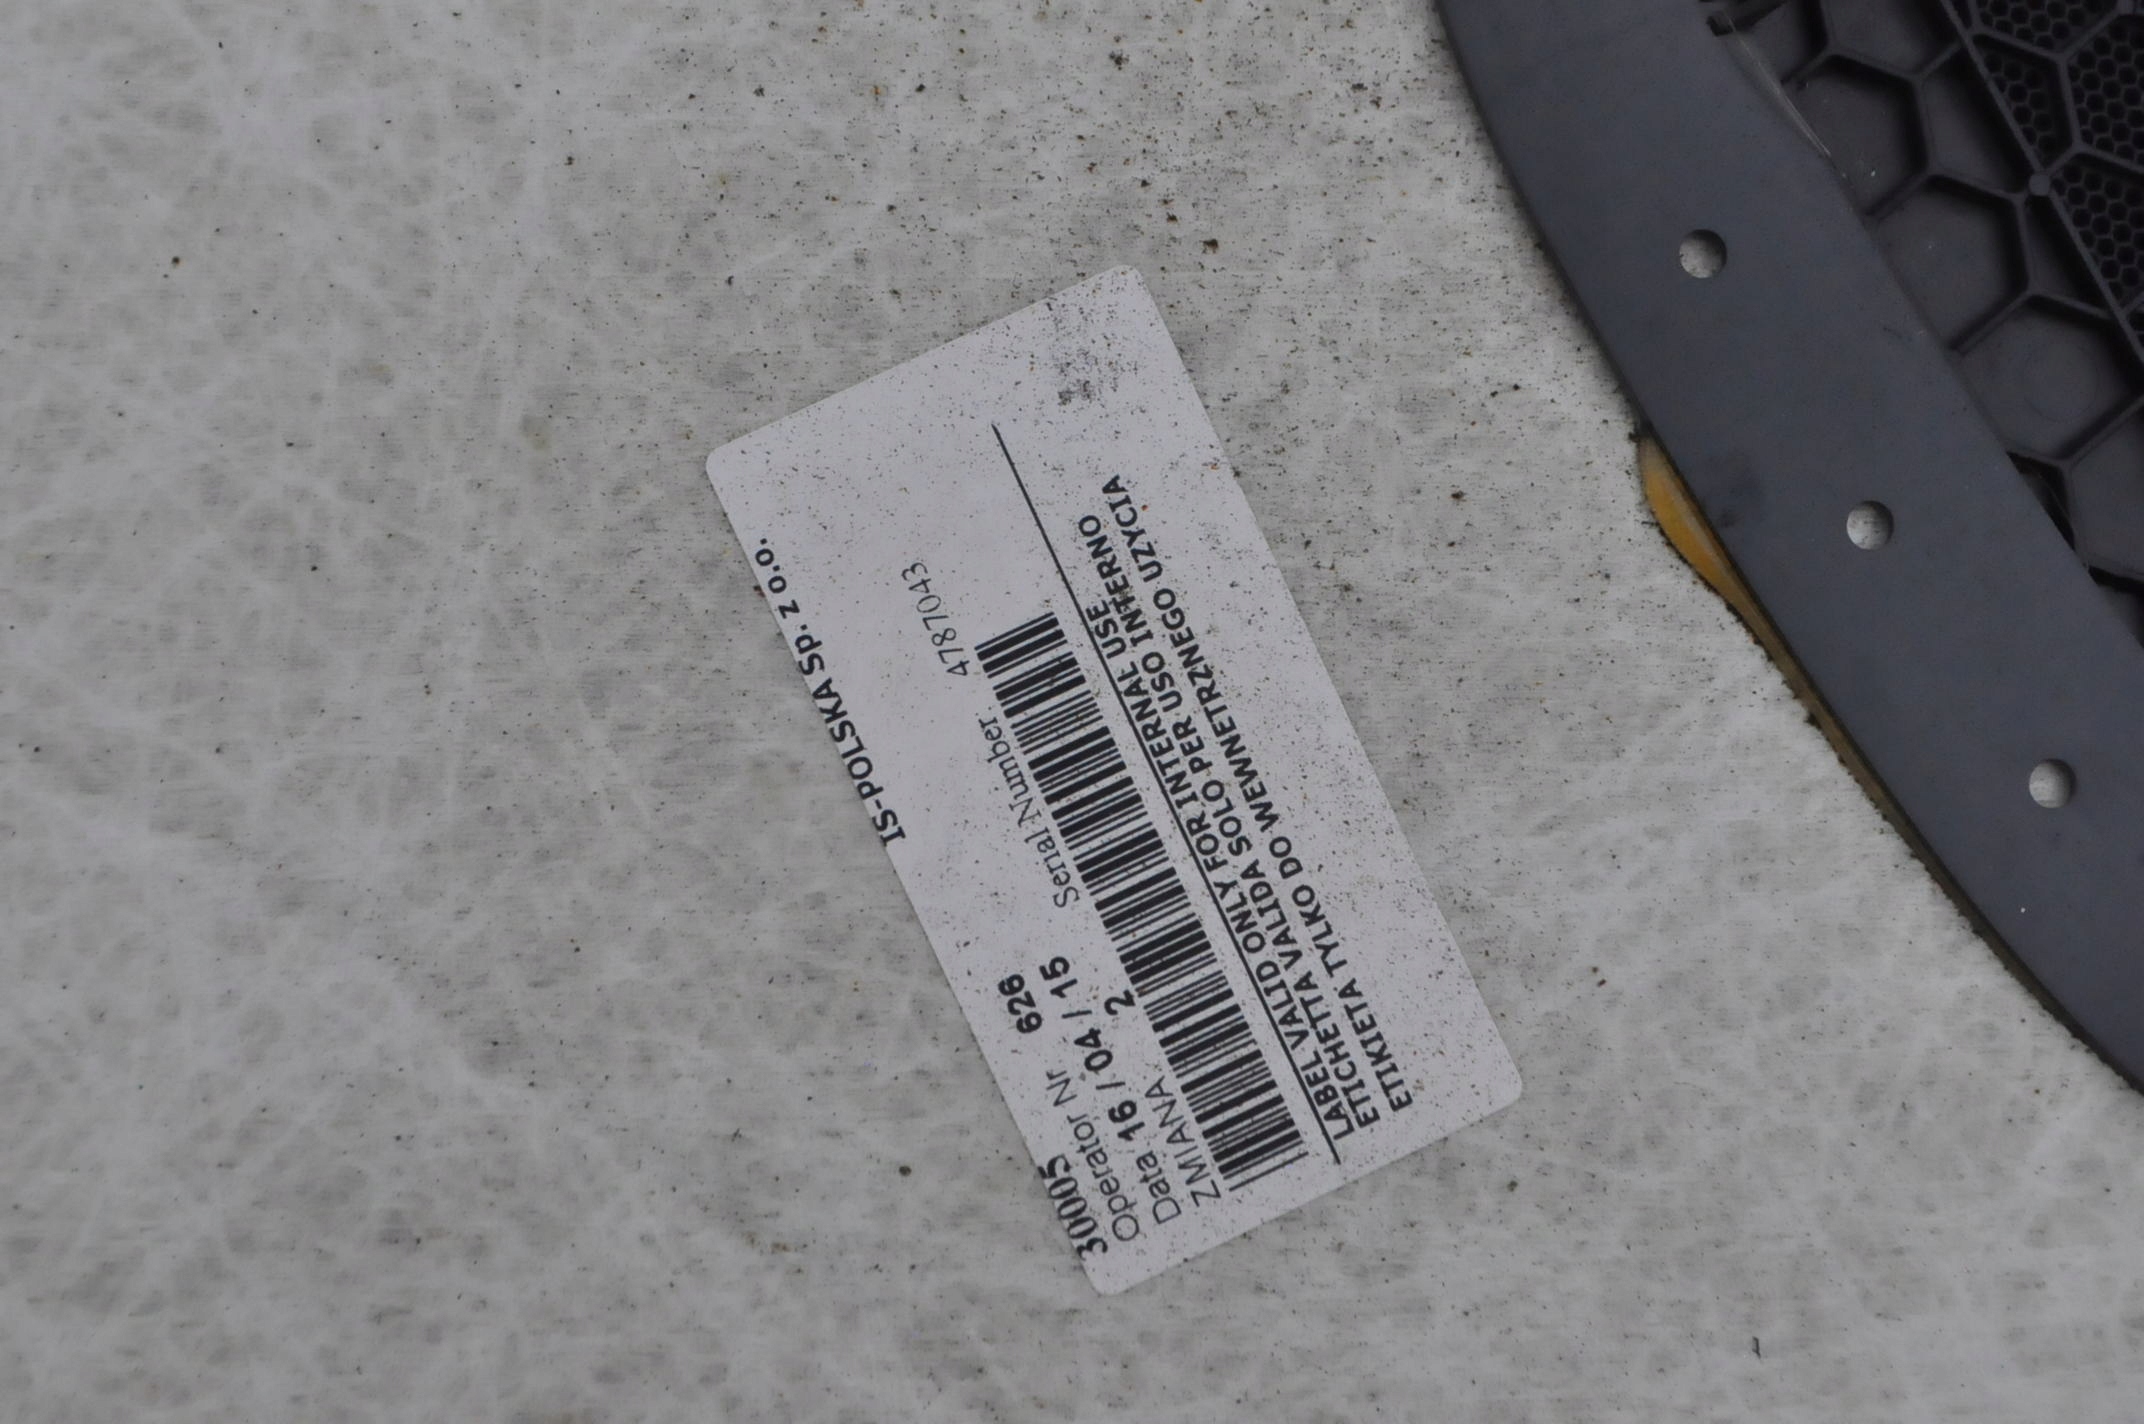 30005 IS-POLSKA Sp. z o.o.
Operator Nr 626
Data 16 / 04 / 15 Serial Number 4787043
ZMIANA 2
LABEL VALID ONLY FOR INTERNAL USE
ETICHETTA VALIDA SOLO PER USO INTERNO
ETIKIETA TYLKO DO WEWNETRZNEGO UZYCIA